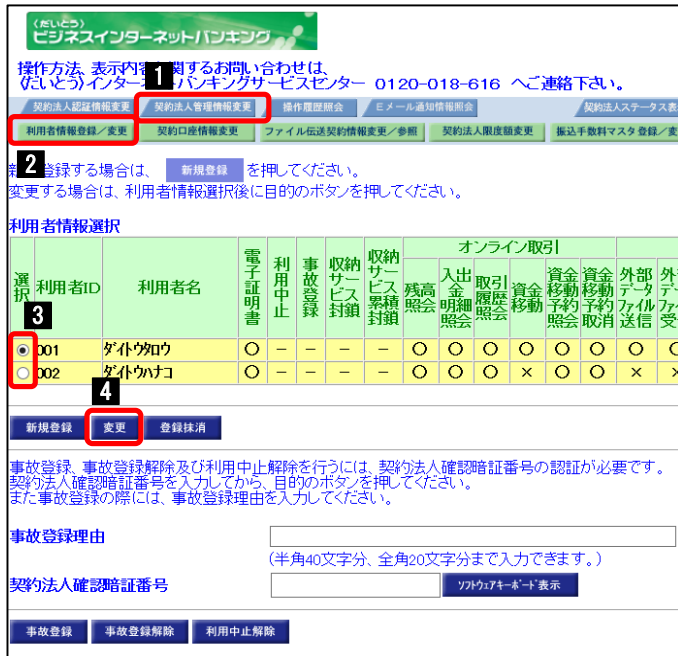 〈だいとう〉
ビジネスインターネットバンキング
操作方法、表示内容 関するお問い合わせは、
〈だいとう〉インター トバンキングサービスセンター 0120-018-616 へご連絡下さい。
1
契約法人認証情報変更 契約法人管理情報変更 操作履歴照会 Eメール通知情報照会 契約法人ステータス表
利用者情報登録／変更 契約口座情報変更 ファイル伝送契約情報変更／参照 契約法人限度額変更 振込手数料マスタ登録／変
2
登録する場合は、 新規登録 を押してください。
変更する場合は、利用者情報選択後に目的のボタンを押してください。
利用者情報選択
選択 利用者ID 利用者名 電子証明書 利用中止 事故登録 収納サービス封鎖 収納サービス累積封鎖 オンライン取引
残高照会 入出金明細照会 取引履歴照会 資金移動 資金移動予約照会 資金移動予約取消 外部データファイル送信 外 デー ファ 受
3
001 ﾀﾞｲﾄｳﾀﾛｳ ○ － － － － ○ ○ ○ ○ ○ ○ ○
002 ﾀﾞｲﾄｳﾊﾅｺ ○ － － － － ○ ○ ○ × ○ ○ ×
4
新規登録 変更 登録抹消
事故登録、事故登録解除及び利用中止解除を行うには、契約法人確認暗証番号の認証が必要です。
契約法人確認暗証番号を入力してから、目的のボタンを押してください。
また事故登録の際には、事故登録理由を入力してください。
事故登録理由
(半角40文字分、全角20文字分まで入力できます。)
契約法人確認暗証番号 ｿﾌﾄｳｪｱｷｰﾎﾞｰﾄﾞ表示
事故登録 事故登録解除 利用中止解除